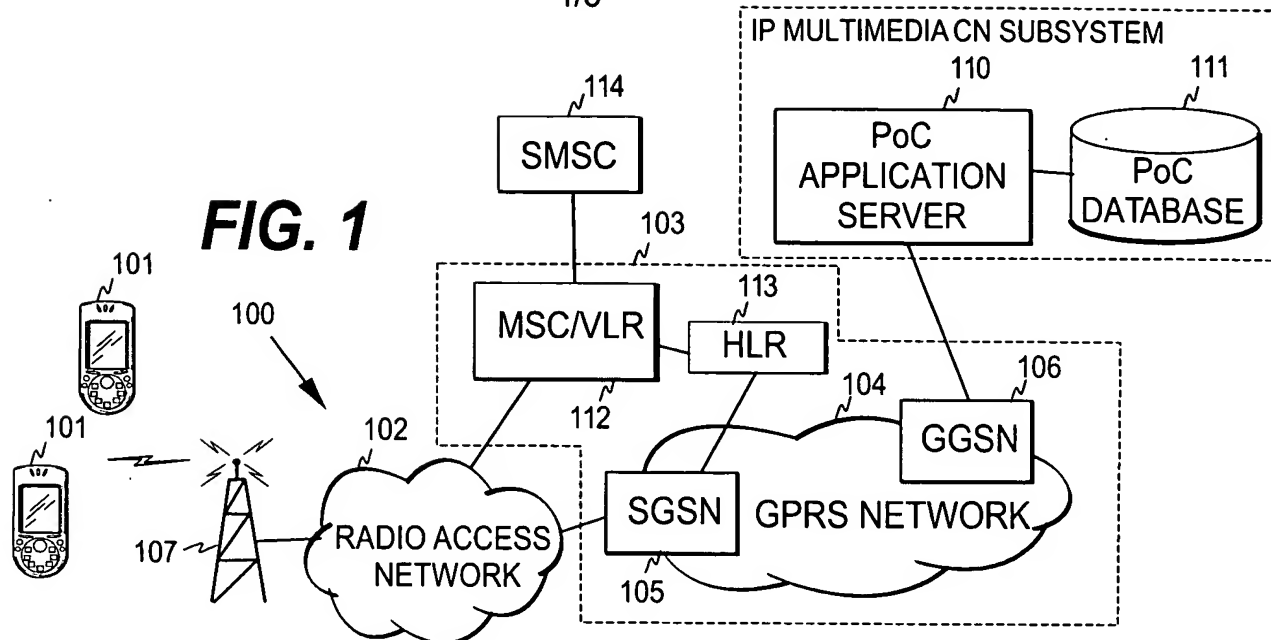 IP MULTIMEDIA CN SUBSYSTEM
110
111
114
PoC
APPLICATION
SERVER
PoC
DATABASE
SMSC
FIG. 1
103
101
100
113
MSC/VLR
HLR
112
104
106
101
102
GGSN
SGSN
GPRS NETWORK
RADIO ACCESS
NETWORK
107
105